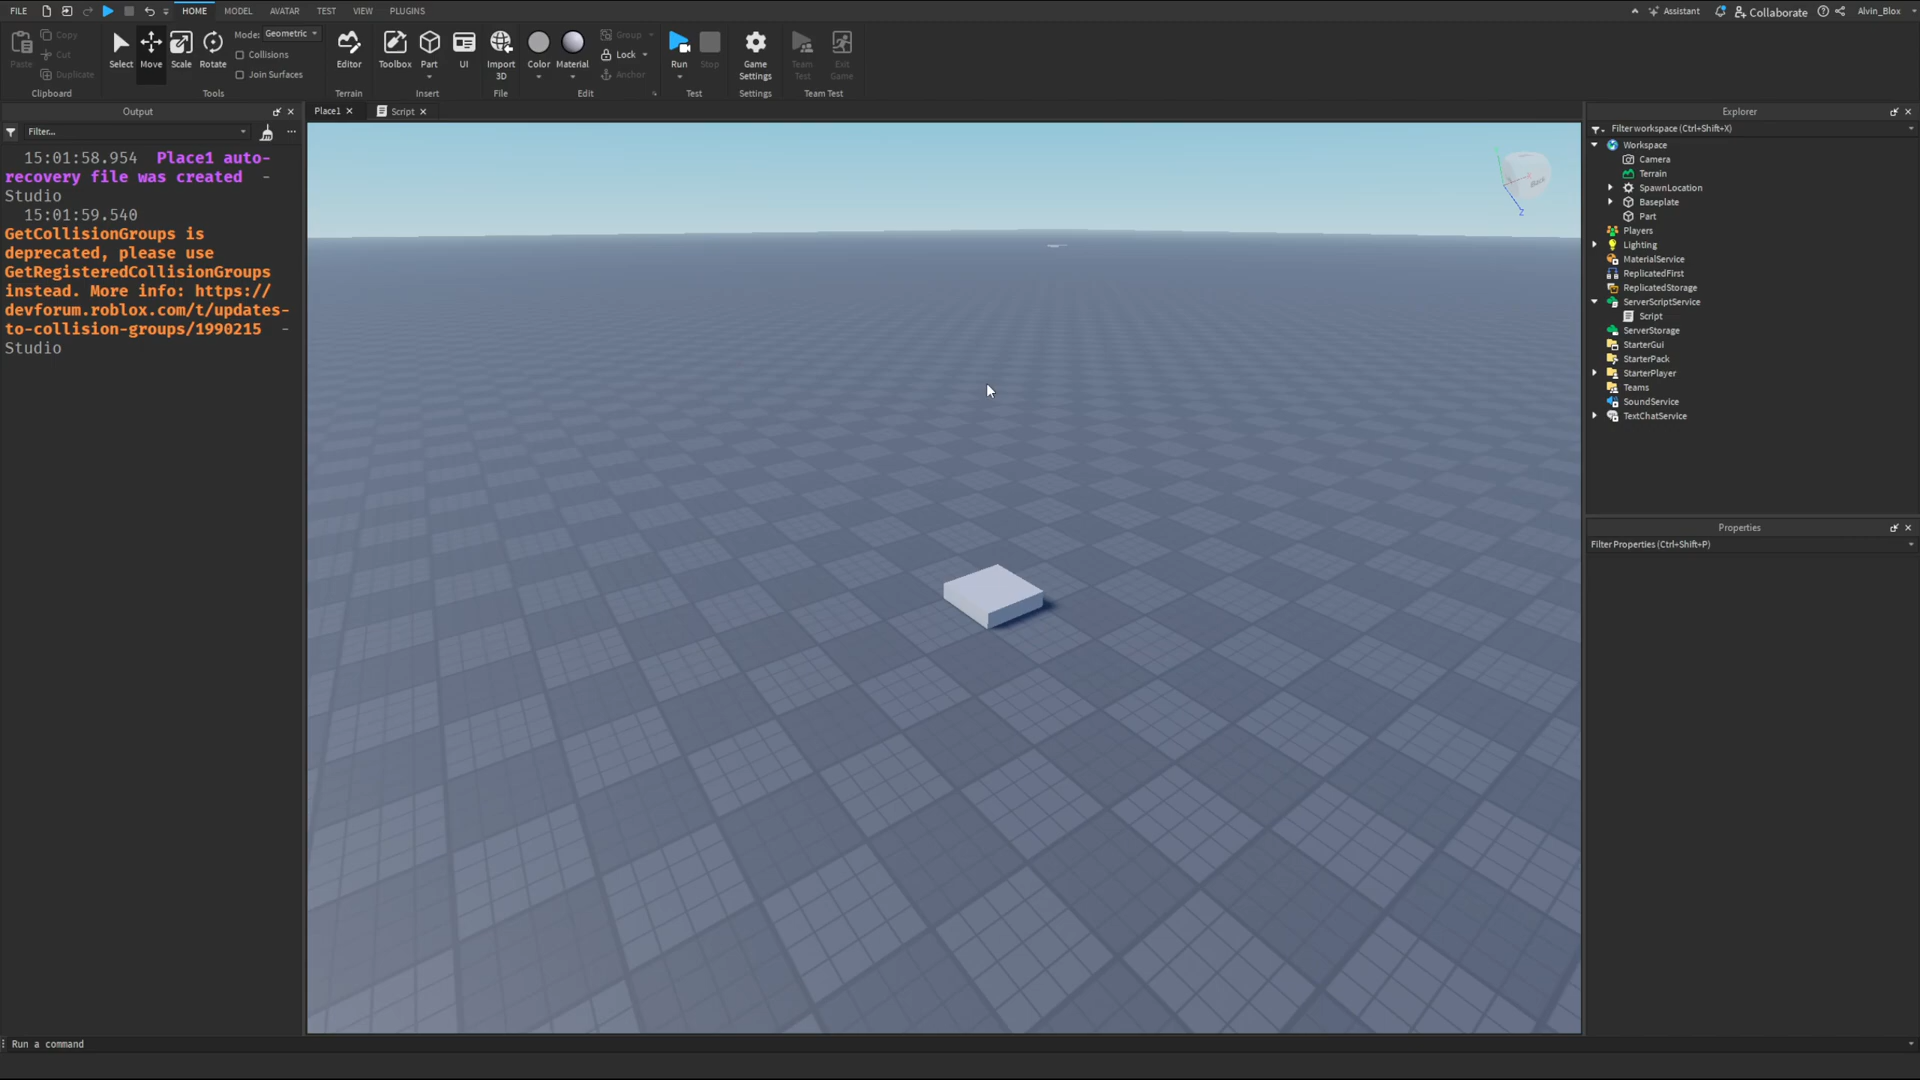 FILE HOME MODEL AVATAR TEST VIEW PLUGINS Assistant Collaborate Alvin_Blox
Paste Copy Cut Duplicate
Clipboard
Select Move Scale Rotate
Mode: Geometric
Collisions
Join Surfaces
Tools
Editor
Terrain
Toolbox Part UI
Insert
Import
3D
File
Color Material
Group
Lock
Anchor
Edit
Run Stop
Test
Game
Settings
Settings
Team
Test
Exit
Game
Team Test
Output
Filter...
15:01:58.954 Place1 auto-
recovery file was created -
Studio
15:01:59.540
GetCollisionGroups is
deprecated, please use
GetRegisteredCollisionGroups
instead. More info: https://
devforum.roblox.com/t/updates-
to-collision-groups/1990215 -
Studio
Place1 Script
Back
Z
Explorer
Filter workspace (Ctrl+Shift+X)
Workspace
Camera
Terrain
SpawnLocation
Baseplate
Part
Players
Lighting
MaterialService
ReplicatedFirst
ReplicatedStorage
ServerScriptService
Script
ServerStorage
StarterGui
StarterPack
StarterPlayer
Teams
SoundService
TextChatService
Properties
Filter Properties (Ctrl+Shift+P)
Run a command